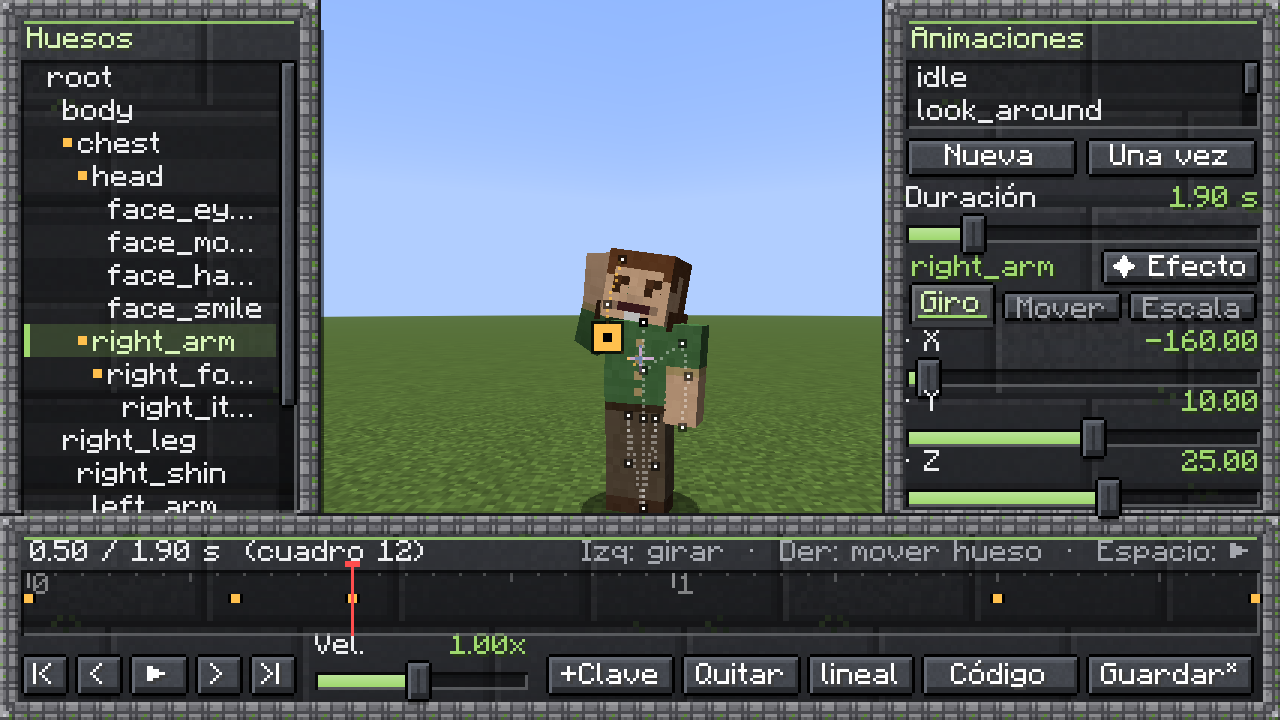 Huesos
root
body
chest
head
face_ey...
face_mo...
face_ha...
face_smile
right_arm
right_fo...
right_it...
right_leg
right_shin
left_arm
Animaciones
idle
look_around
Nueva
Una vez
Duración
1.90 s
right_arm
Efecto
Giro
Mover
Escala
X
-160.00
Y
10.00
Z
25.00
0.50 / 1.90 s (cuadro 12)
Izq: girar · Der: mover hueso · Espacio: ►
0
1
Vel.
1.00x
K
<
►
>
>|
+Clave
Quitar
lineal
Código
Guardar*